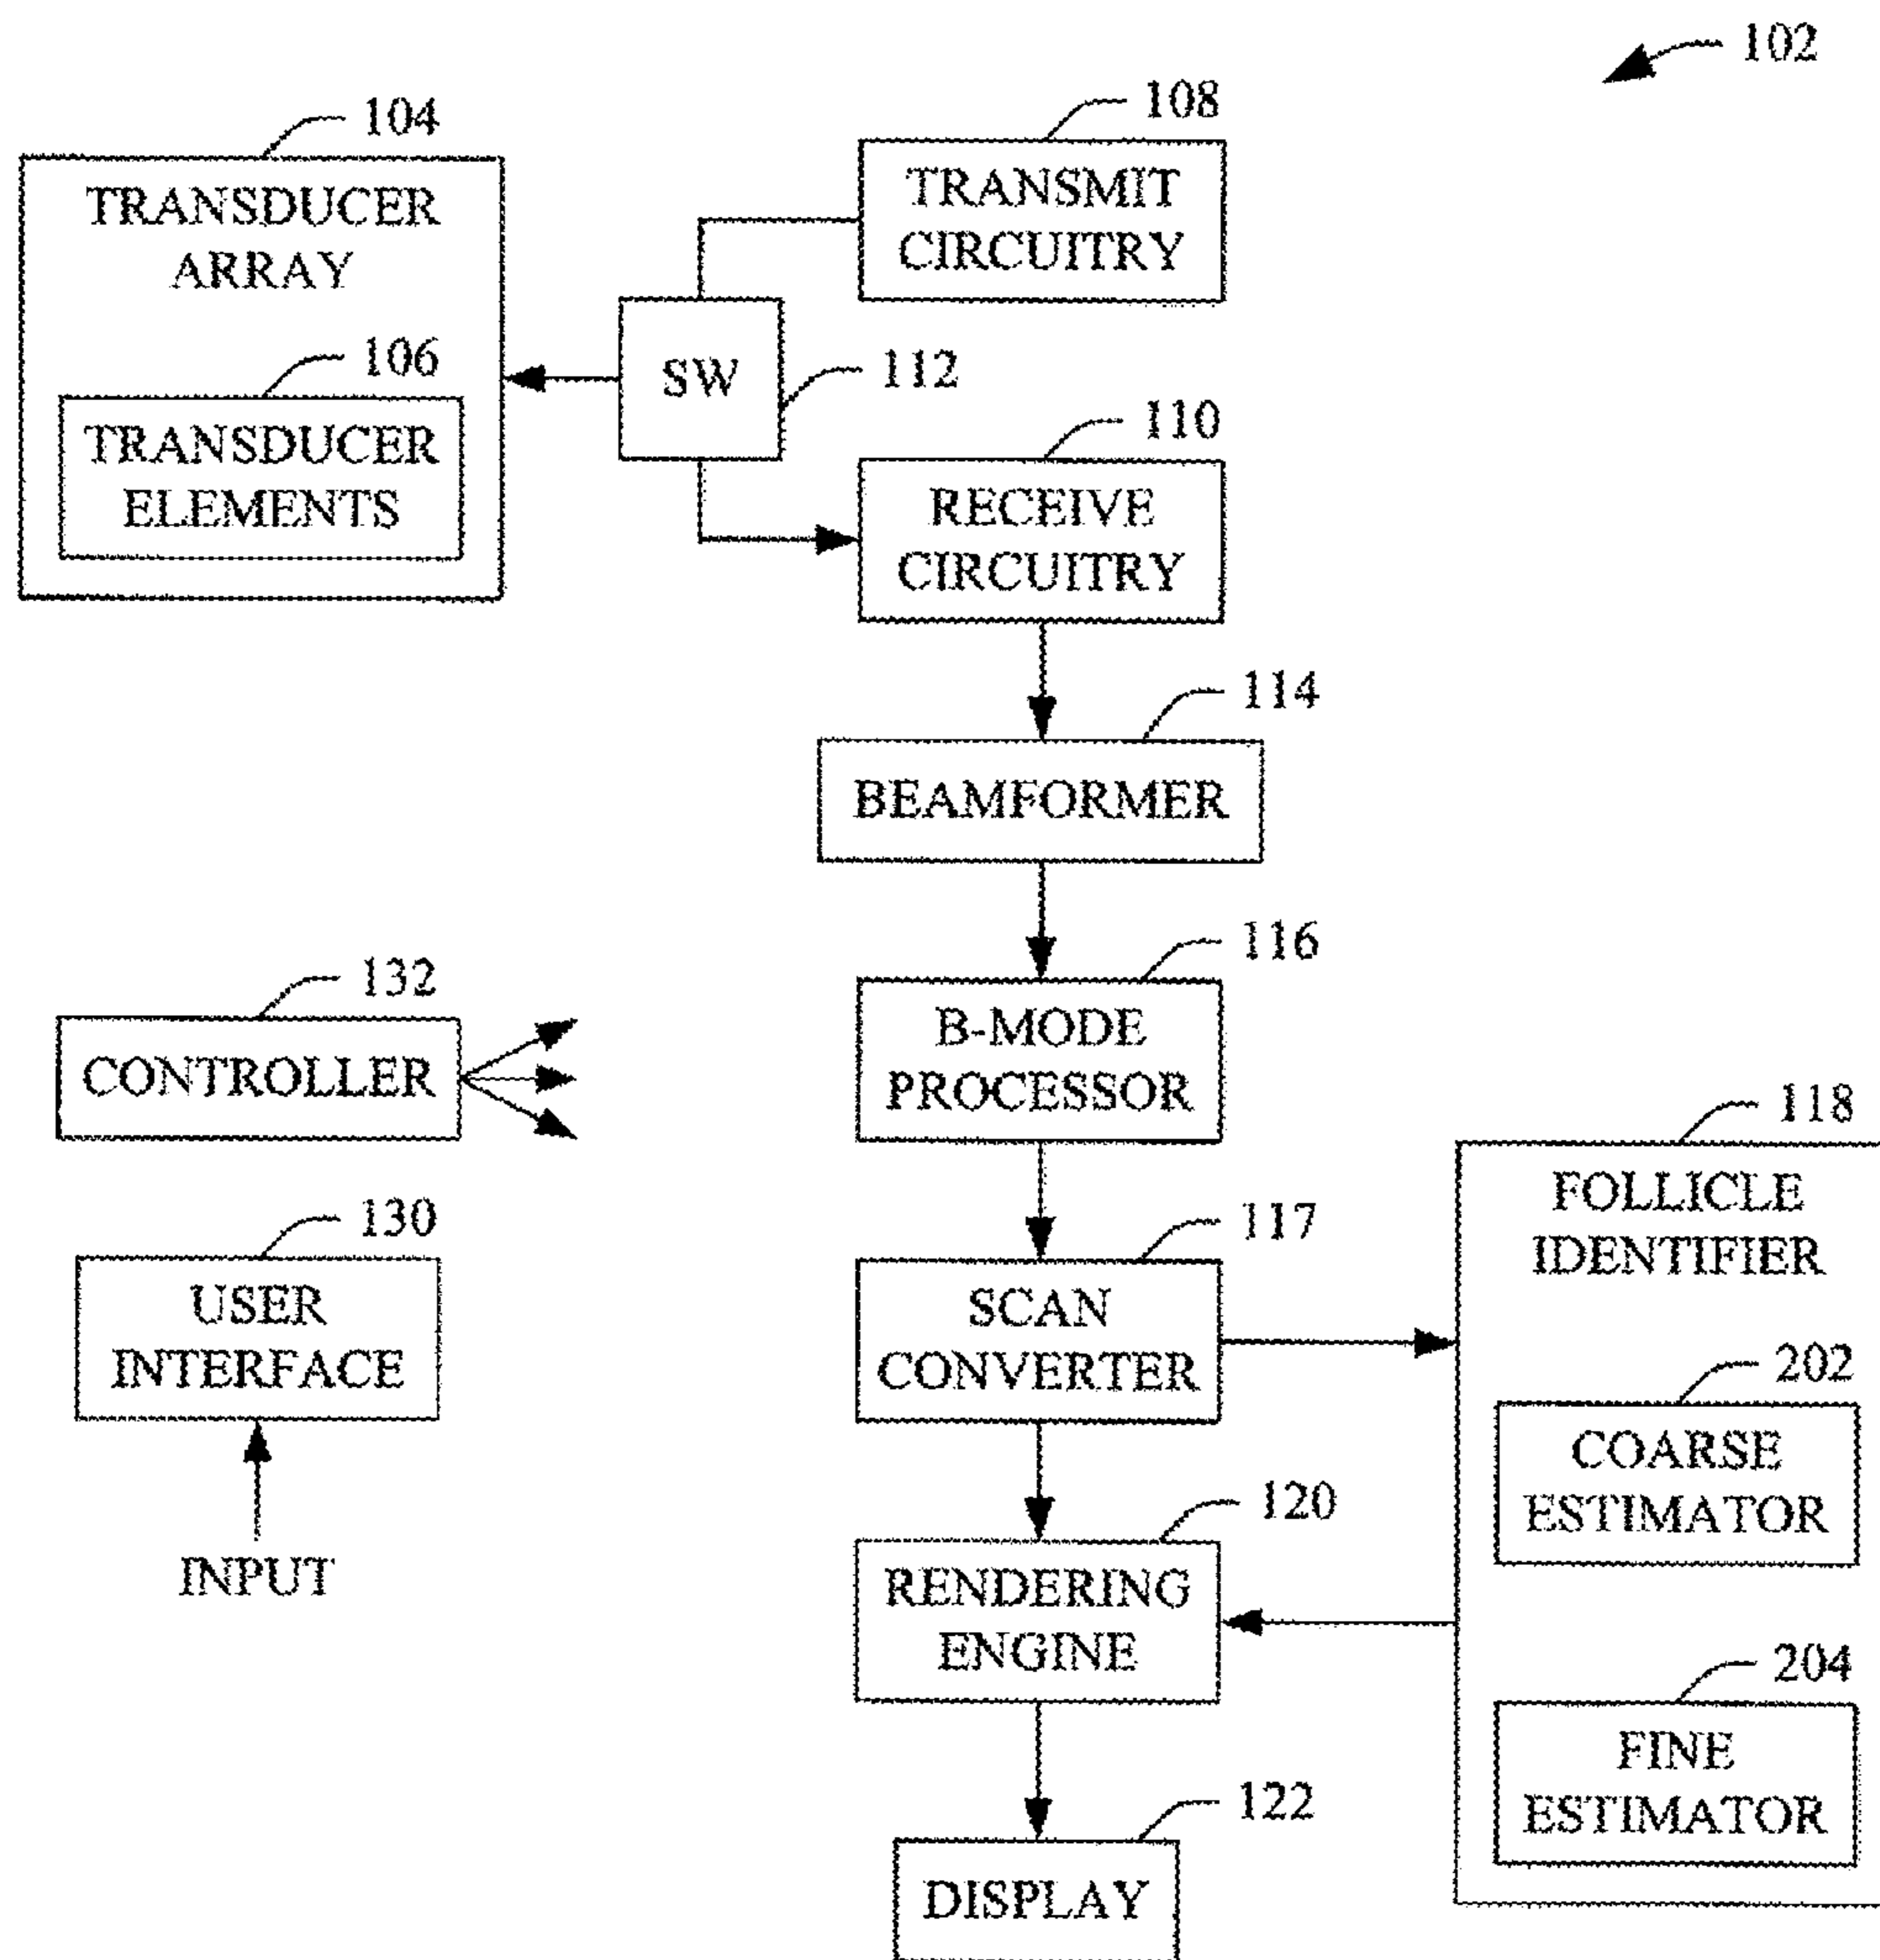 102
104
TRANSDUCER
ARRAY
106
TRANSDUCER
ELEMENTS
108
TRANSMIT
CIRCUITRY
SW
112
110
RECEIVE
CIRCUITRY
114
BEAMFORMER
116
B-MODE
PROCESSOR
132
CONTROLLER
130
USER
INTERFACE
INPUT
117
SCAN
CONVERTER
118
FOLLICLE
IDENTIFIER
202
COARSE
ESTIMATOR
204
FINE
ESTIMATOR
120
RENDERING
ENGINE
122
DISPLAY